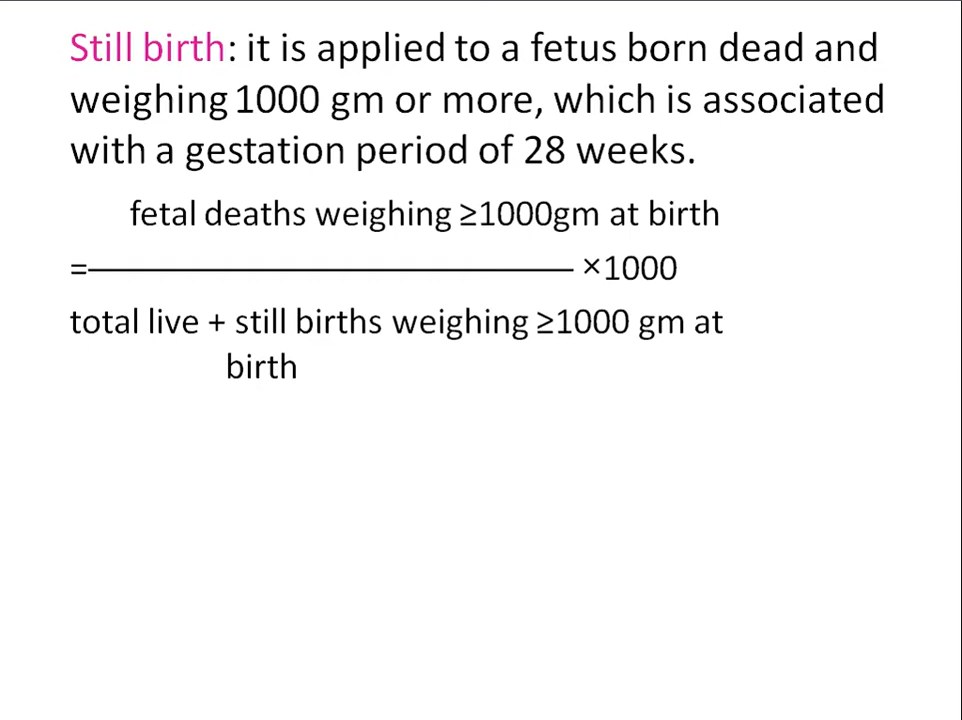 Still birth: it is applied to a fetus born dead and
weighing 1000 gm or more, which is associated
with a gestation period of 28 weeks.
fetal deaths weighing ≥1000gm at birth
=———————————————— ×1000
total live + still births weighing ≥1000 gm at
birth